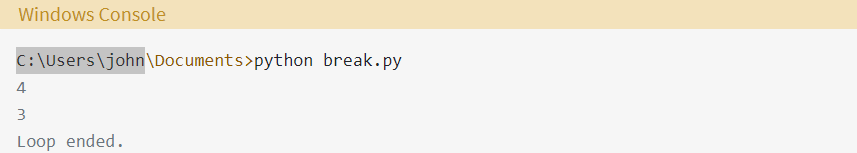 Windows Console
C:\Users\john\Documents>python break.py
4
3
Loop ended.